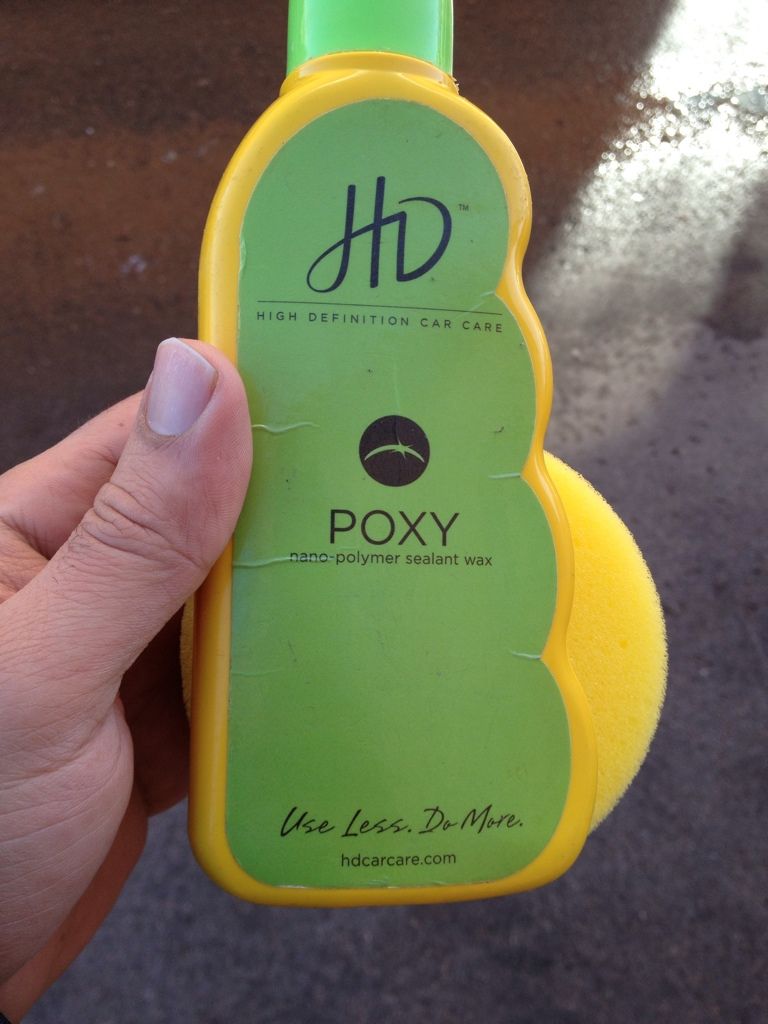 HD™
HIGH DEFINITION CAR CARE
POXY
nano-polymer sealant wax
Use Less. Do More.
hdcarcare.com